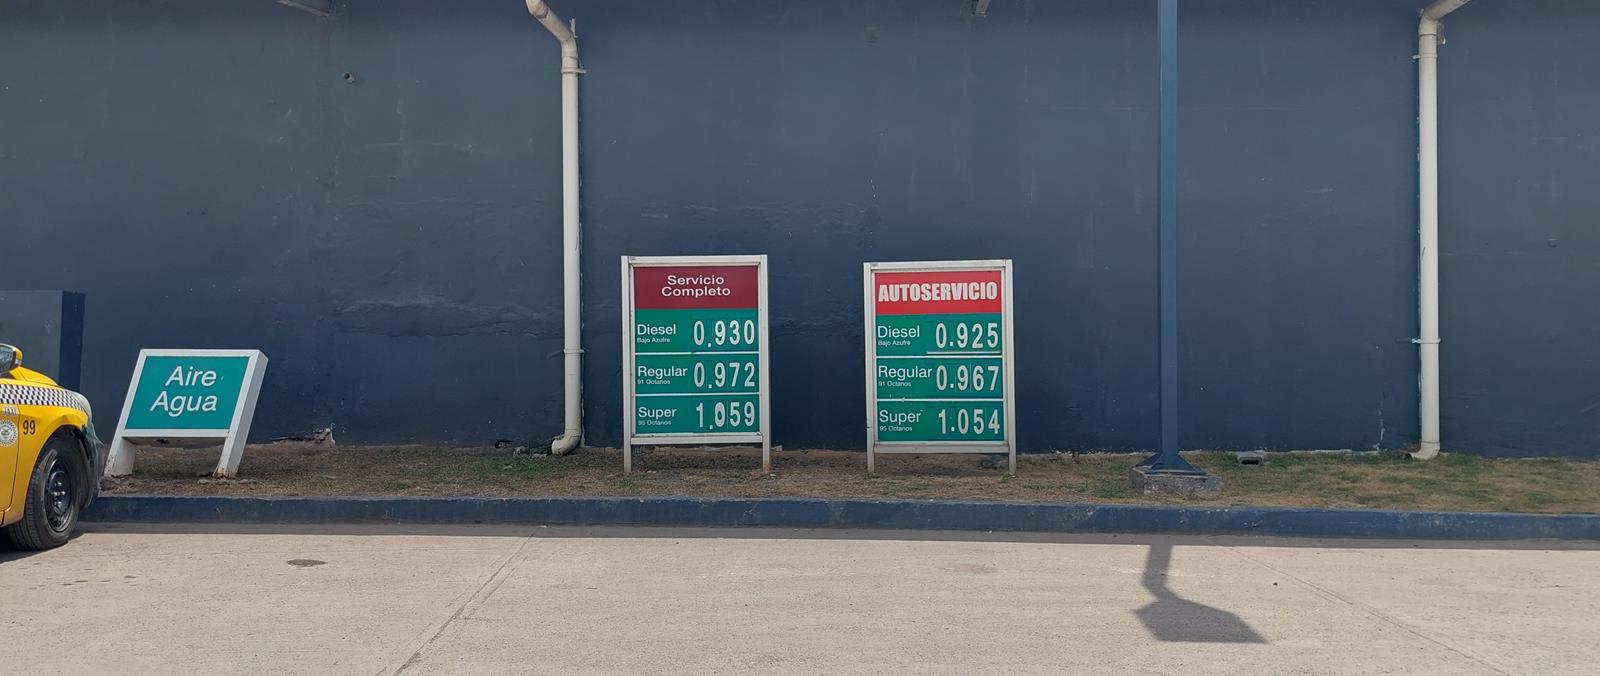 99
Aire
Agua
Servicio
Completo
Diesel 0.930
Bajo Azufre
Regular 0.972
91 Octanos
Super 1.059
95 Octanos
AUTOSERVICIO
Diesel 0.925
Bajo Azufre
Regular 0.967
91 Octanos
Super 1.054
95 Octanos